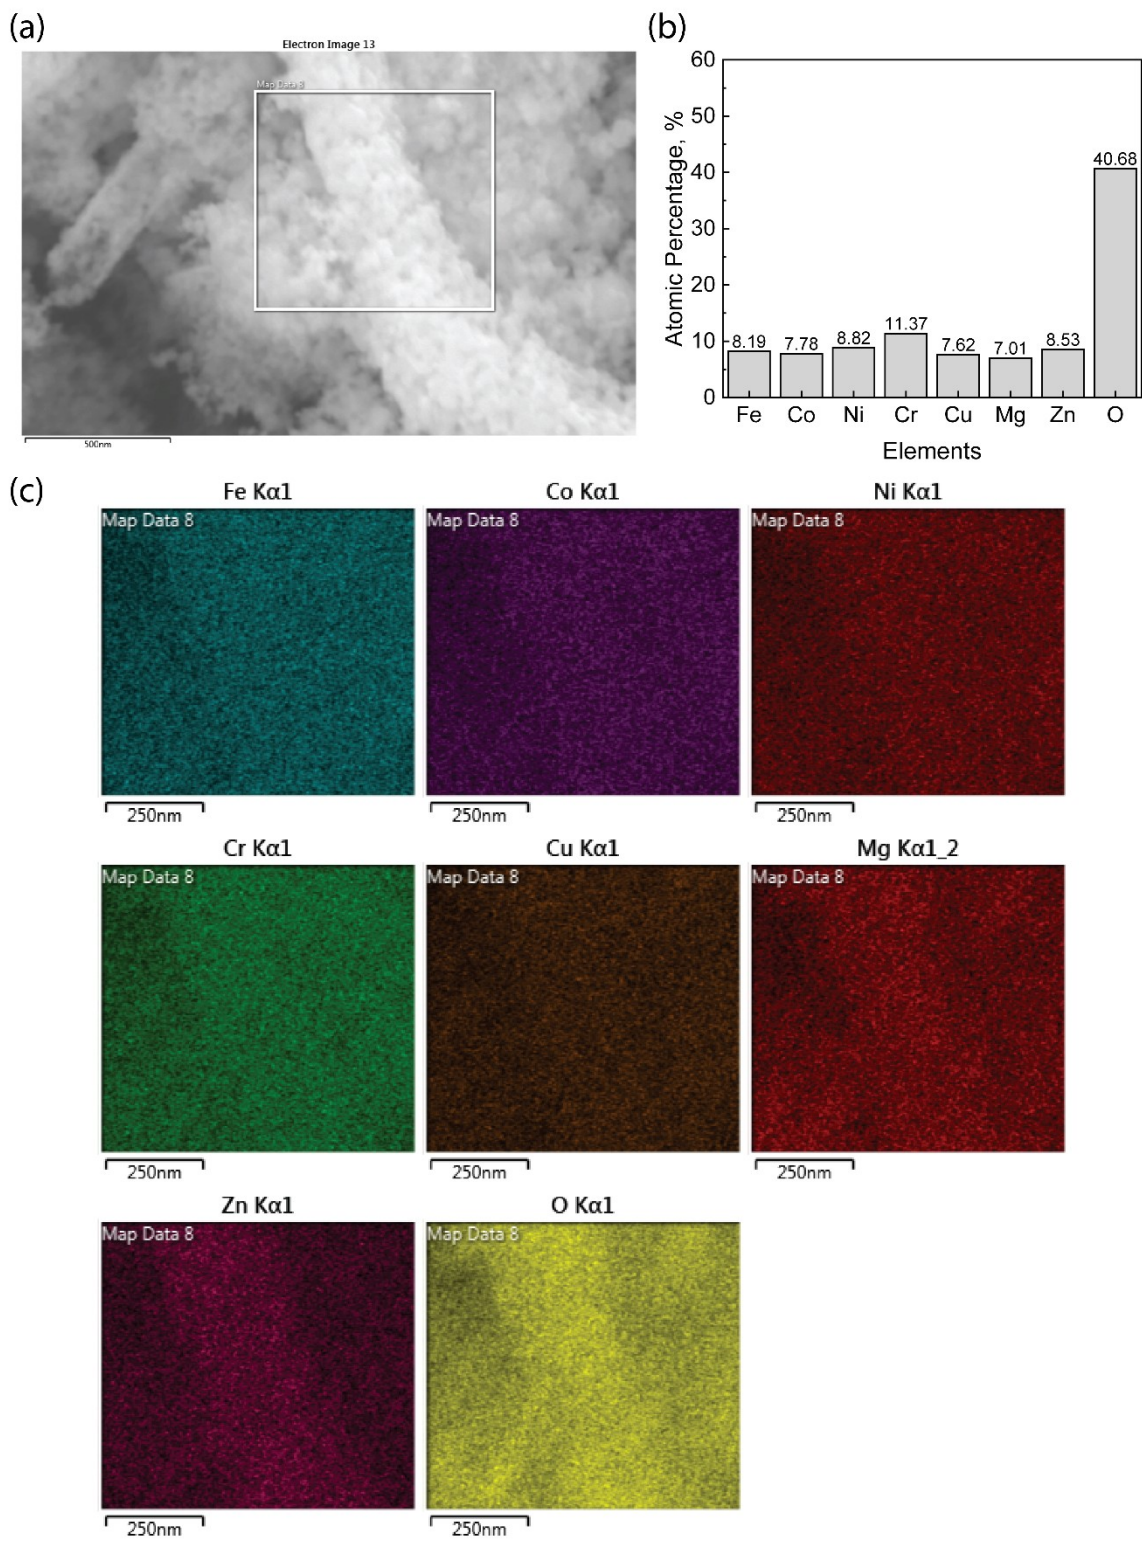 (a)
Electron Image 13
Map Data 8
500nm
(b)
Atomic Percentage, %
60
50
40
30
20
10
0
8.19
7.78
8.82
11.37
7.62
7.01
8.53
40.68
Fe Co Ni Cr Cu Mg Zn O
Elements
(c)
Fe Kα1
Co Kα1
Ni Kα1
Map Data 8
Map Data 8
Map Data 8
250nm
250nm
250nm
Cr Kα1
Cu Kα1
Mg Kα1_2
Map Data 8
Map Data 8
Map Data 8
250nm
250nm
250nm
Zn Kα1
O Kα1
Map Data 8
Map Data 8
250nm
250nm